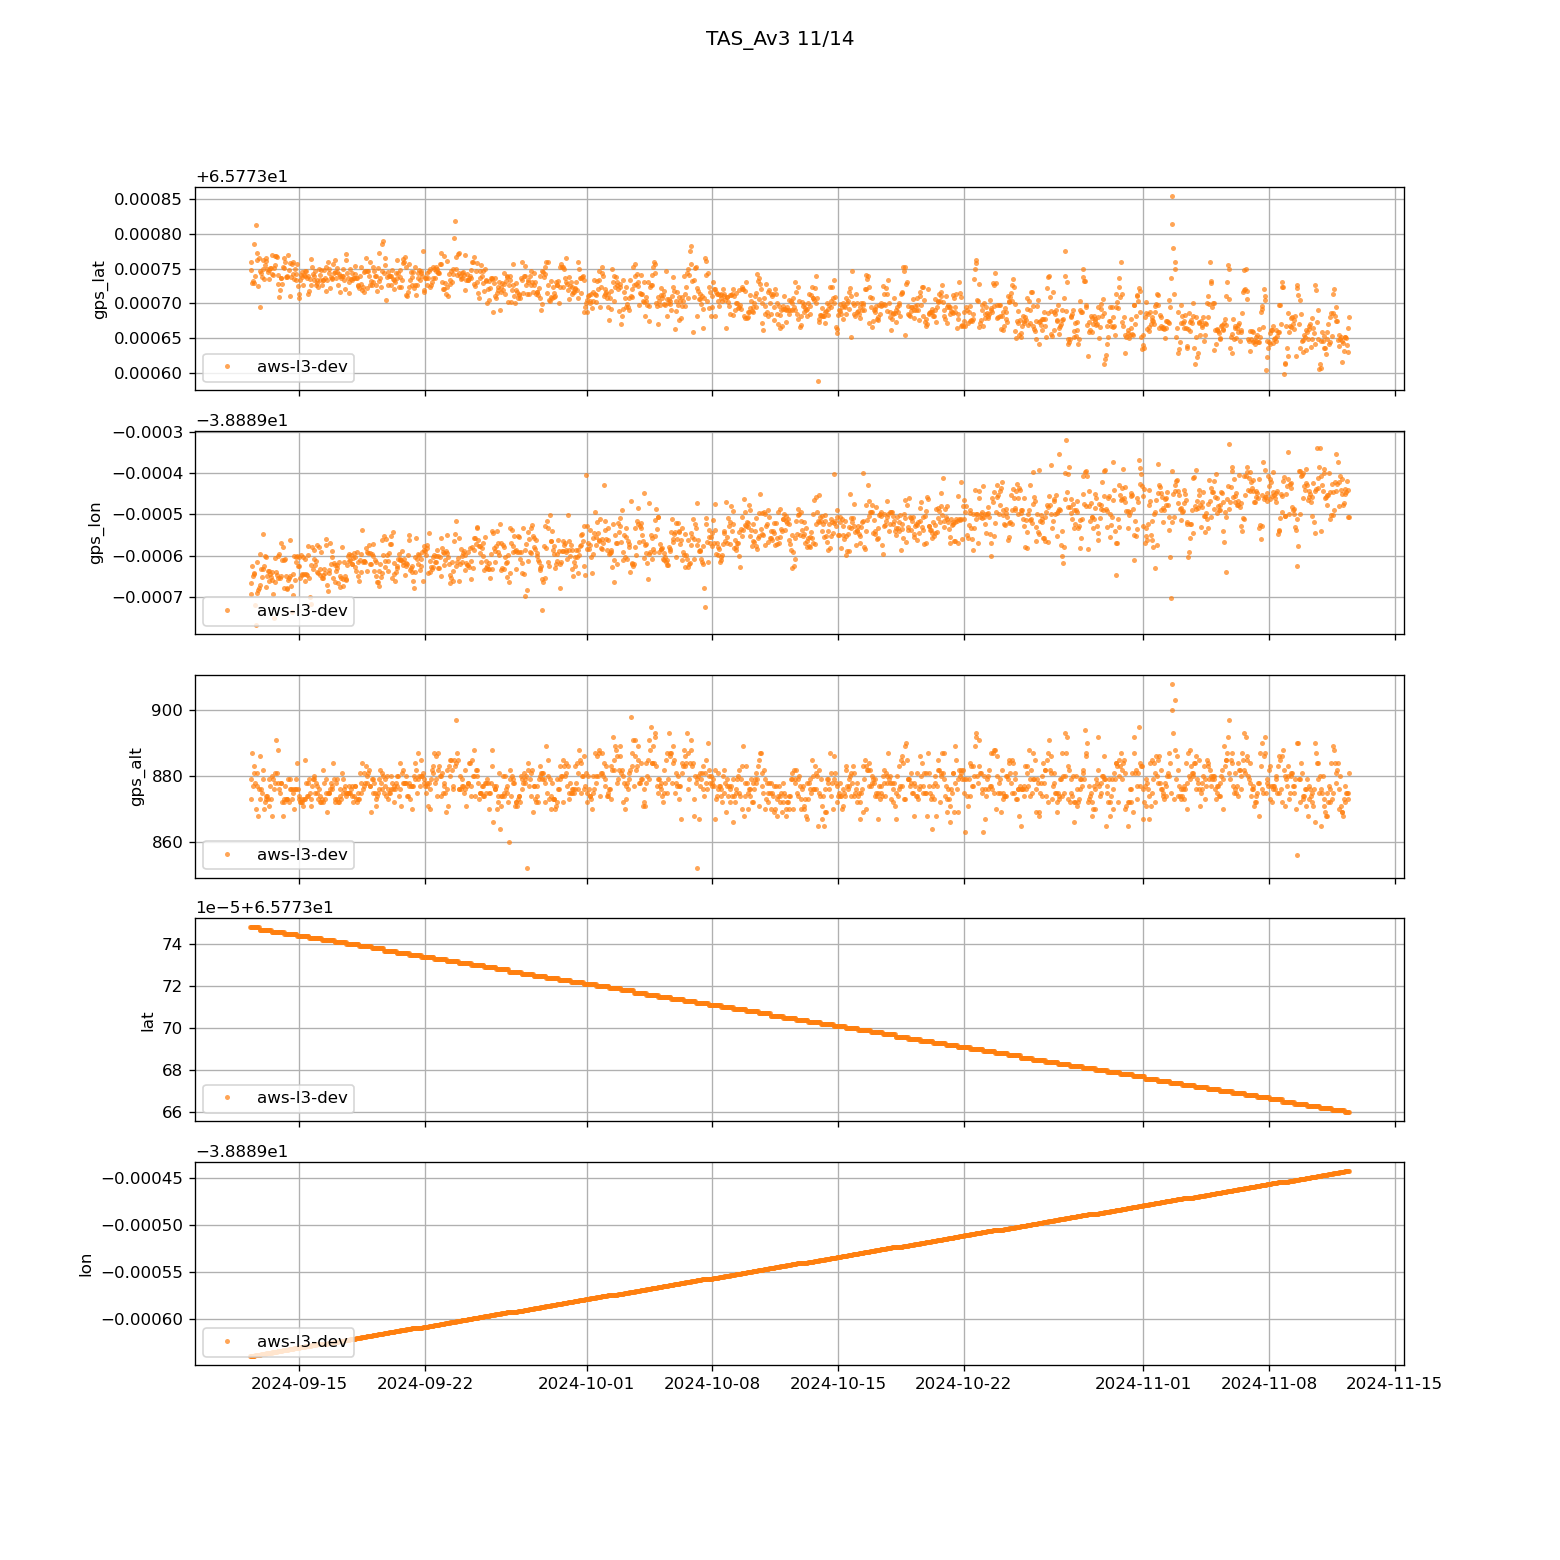 TAS_Av3 11/14
+6.5773e1
0.00085
0.00080
0.00075
0.00070
0.00065
0.00060
gps_lat
aws-l3-dev
−3.8889e1
−0.0003
−0.0004
−0.0005
−0.0006
−0.0007
gps_lon
aws-l3-dev
900
880
860
gps_alt
aws-l3-dev
1e−5+6.5773e1
74
72
70
68
66
lat
aws-l3-dev
−3.8889e1
−0.00045
−0.00050
−0.00055
−0.00060
lon
aws-l3-dev
2024-09-15 2024-09-22 2024-10-01 2024-10-08 2024-10-15 2024-10-22 2024-11-01 2024-11-08 2024-11-15